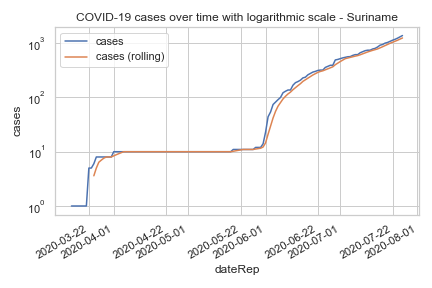 COVID-19 cases over time with logarithmic scale - Suriname
cases
cases (rolling)
10³
10²
10¹
10⁰
cases
2020-03-22
2020-04-01
2020-04-22
2020-05-01
2020-05-22
2020-06-01
2020-06-22
2020-07-01
2020-07-22
2020-08-01
dateRep